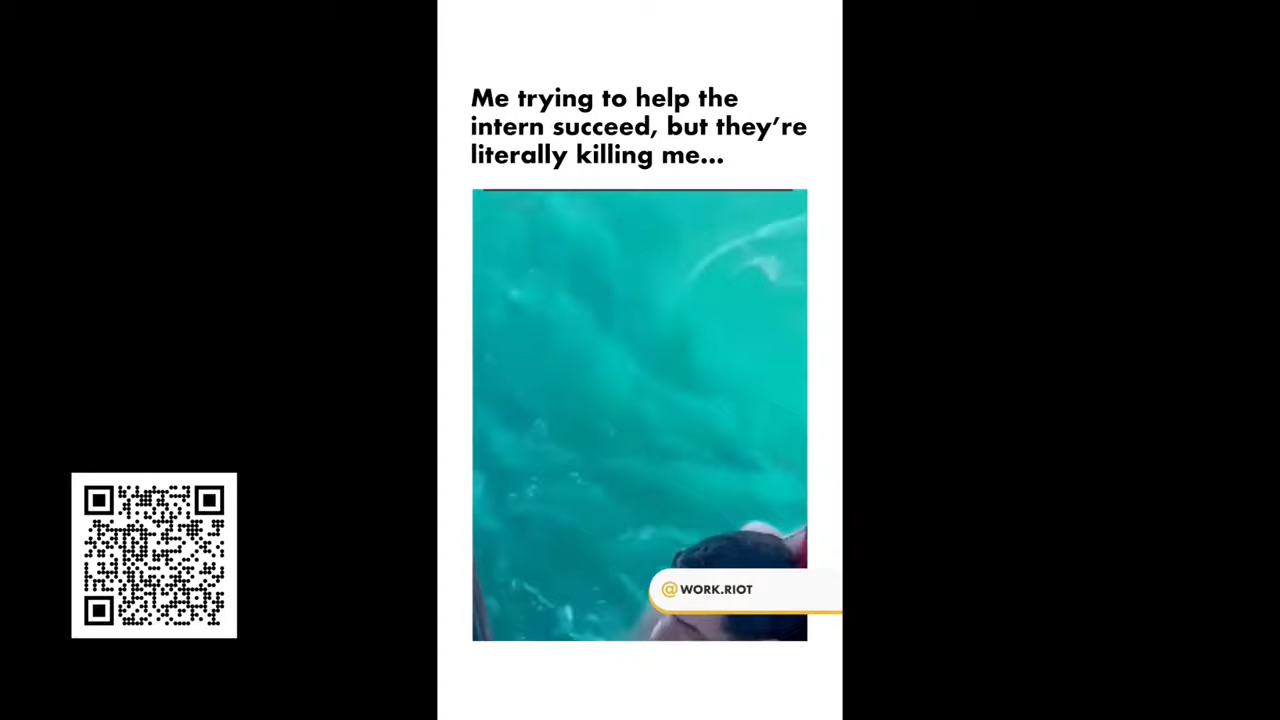 Me trying to help the
intern succeed, but they’re
literally killing me...
@WORK.RIOT